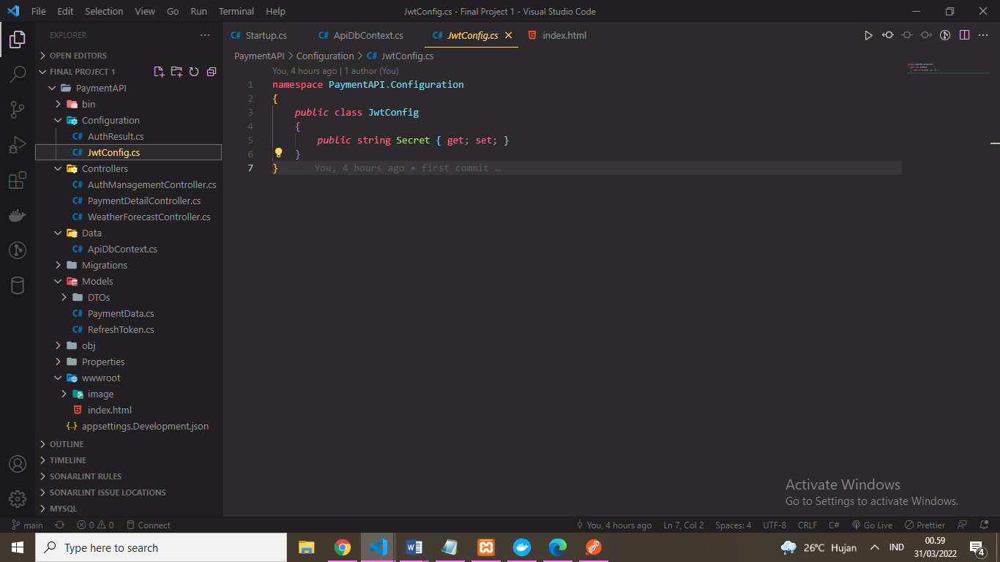 File Edit Selection View Go Run Terminal Help JwtConfig.cs - Final Project 1 - Visual Studio Code
EXPLORER
OPEN EDITORS
FINAL PROJECT 1
PaymentAPI
bin
Configuration
AuthResult.cs
JwtConfig.cs
Controllers
AuthManagementController.cs
PaymentDetailController.cs
WeatherForecastController.cs
Data
ApiDbContext.cs
Migrations
Models
DTOs
PaymentData.cs
RefreshToken.cs
obj
Properties
wwwroot
image
index.html
{..} appsettings.Development.json
OUTLINE
TIMELINE
SONARLINT RULES
SONARLINT ISSUE LOCATIONS
MYSQL
C# Startup.cs C# ApiDbContext.cs C# JwtConfig.cs index.html
PaymentAPI > Configuration > C# JwtConfig.cs
You, 4 hours ago | 1 author (You)
1 namespace PaymentAPI.Configuration
2 {
3 public class JwtConfig
4 {
5 public string Secret { get; set; }
6 }
7 } You, 4 hours ago • first commit …
Activate Windows
Go to Settings to activate Windows.
main 0 0 Connect You, 4 hours ago Ln 7, Col 2 Spaces: 4 UTF-8 CRLF C# Go Live Prettier
Type here to search 26°C Hujan IND 00.59
31/03/2022 4